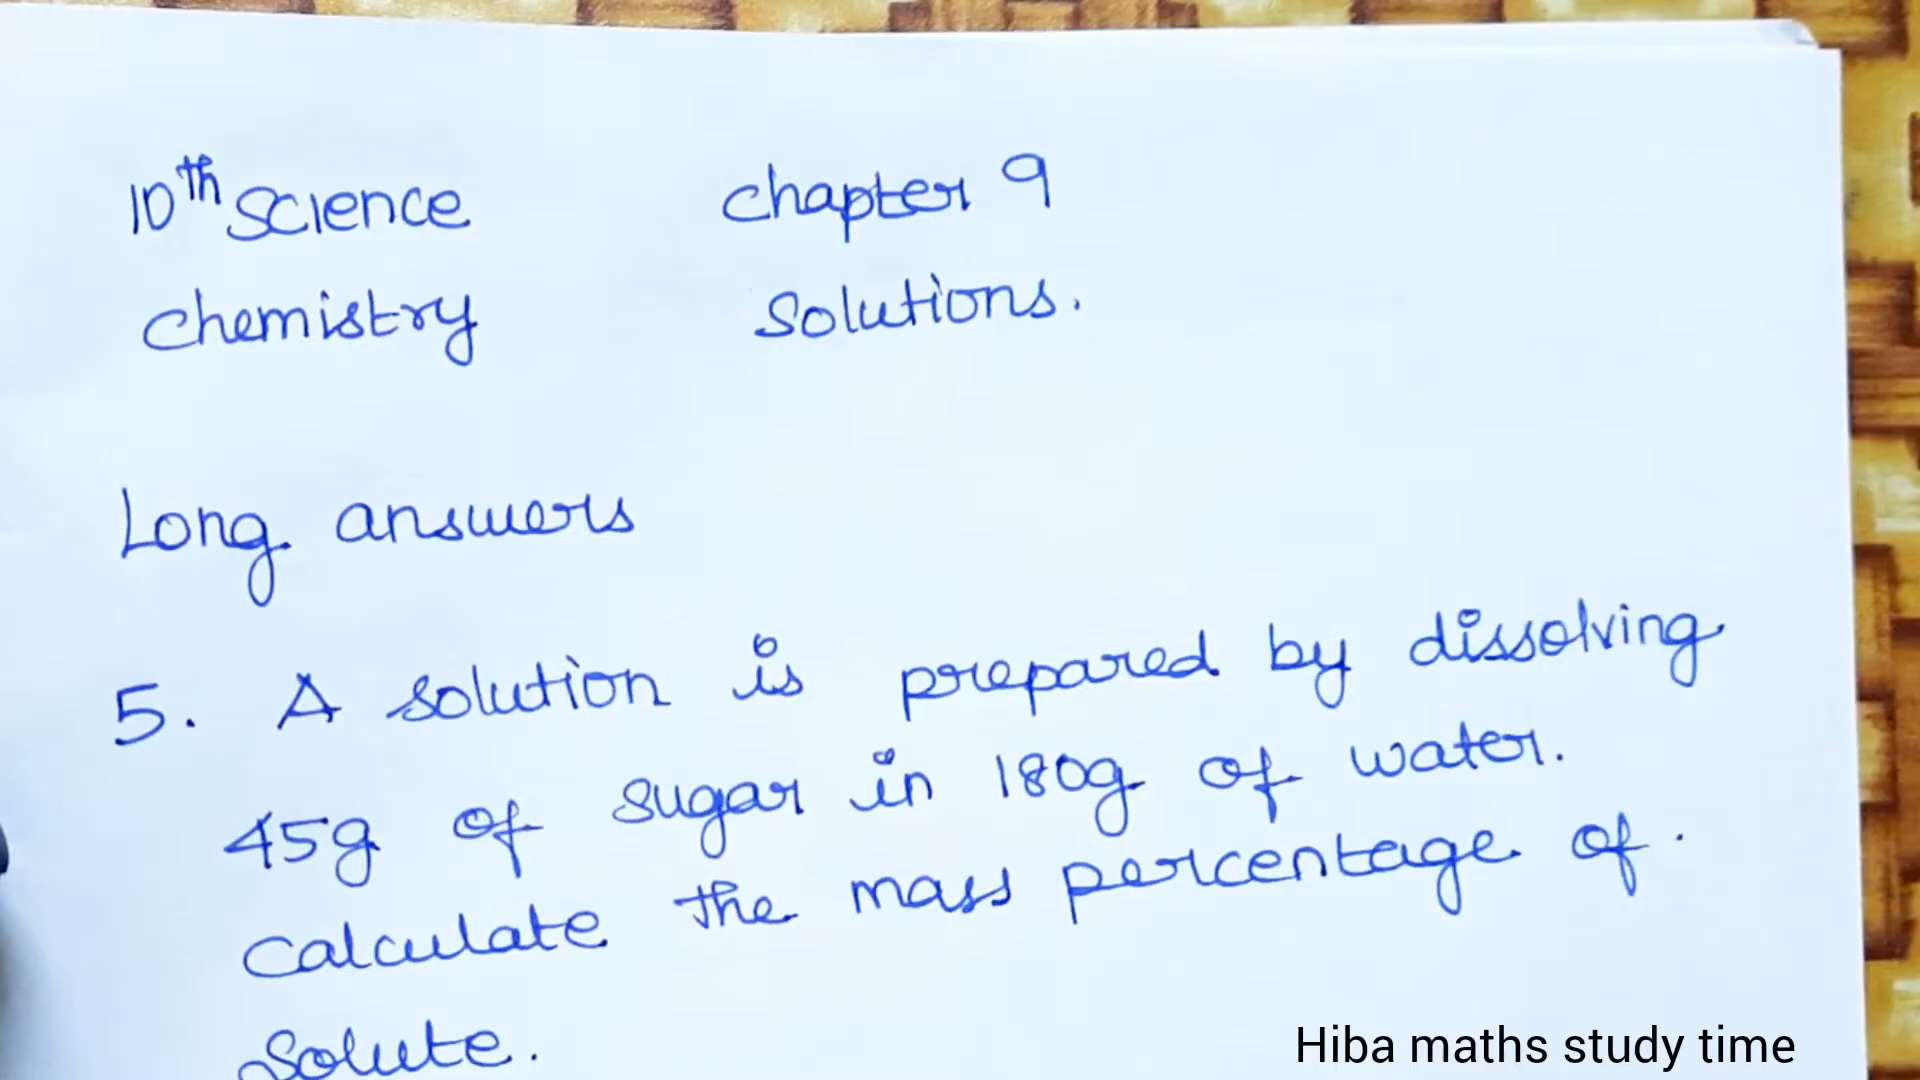 10th Science chapter 9
chemistry solutions.
Long answers
5. A solution is prepared by dissolving
45g of sugar in 180g of water.
Calculate the mass percentage of.
solute.
Hiba maths study time